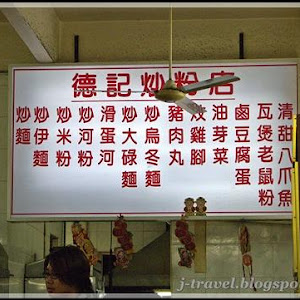 德記炒粉店
炒麵
炒伊麵
炒米粉
炒河粉
滑蛋河
炒大碌麵
炒烏冬麵
豬肉丸
炆雞腳
油芽菜
鹵豆腐蛋
瓦煲老鼠粉
清甜八爪魚
j-travel.blogspo